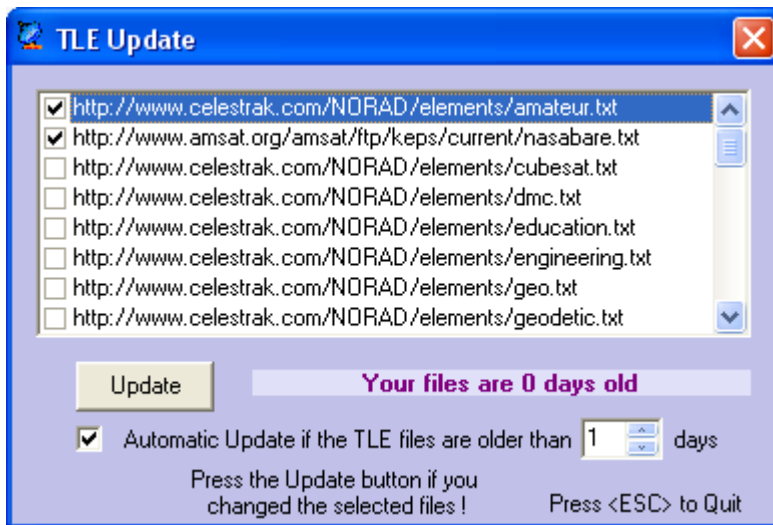 TLE Update
http://www.celestrak.com/NORAD/elements/amateur.txt
http://www.amsat.org/amsat/ftp/keps/current/nasabare.txt
http://www.celestrak.com/NORAD/elements/cubesat.txt
http://www.celestrak.com/NORAD/elements/dmc.txt
http://www.celestrak.com/NORAD/elements/education.txt
http://www.celestrak.com/NORAD/elements/engineering.txt
http://www.celestrak.com/NORAD/elements/geo.txt
http://www.celestrak.com/NORAD/elements/geodetic.txt
Update
Your files are 0 days old
Automatic Update if the TLE files are older than 1 days
Press the Update button if you
changed the selected files !
Press <ESC> to Quit